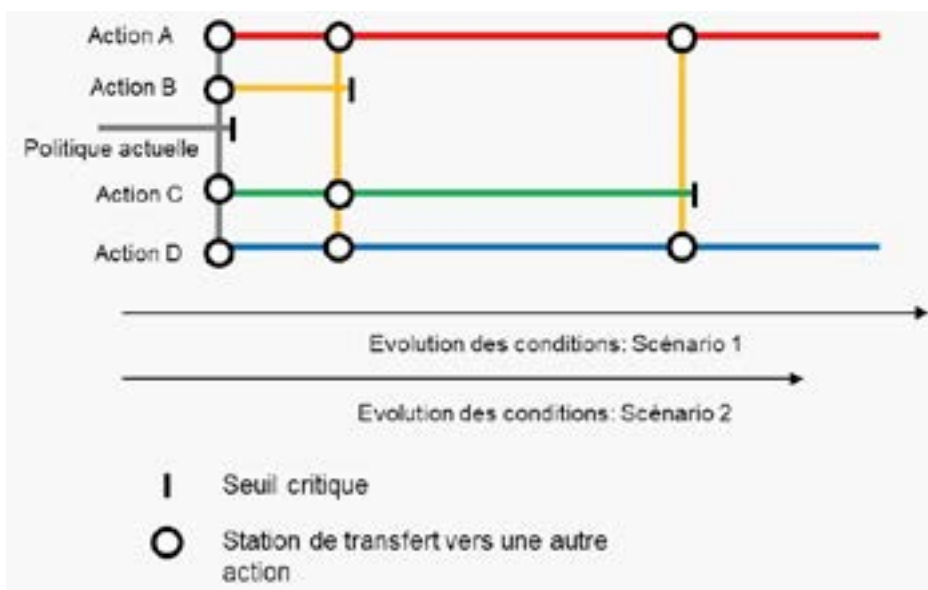 Action A
Action B
Politique actuelle
Action C
Action D
Evolution des conditions: Scénario 1
Evolution des conditions: Scénario 2
Seuil critique
Station de transfert vers une autre
action